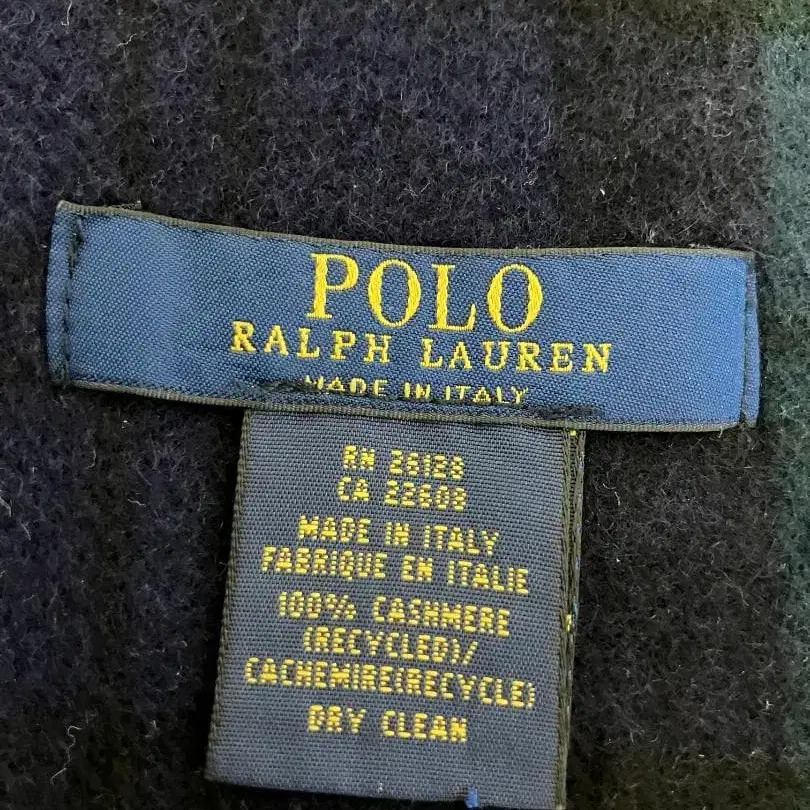 POLO
RALPH LAUREN
MADE IN ITALY
RN 26128
CA 22608
MADE IN ITALY
FABRIQUE EN ITALIE
100% CASHMERE
(RECYCLED)/
CACHEMIRE(RECYCLE)
DRY CLEAN